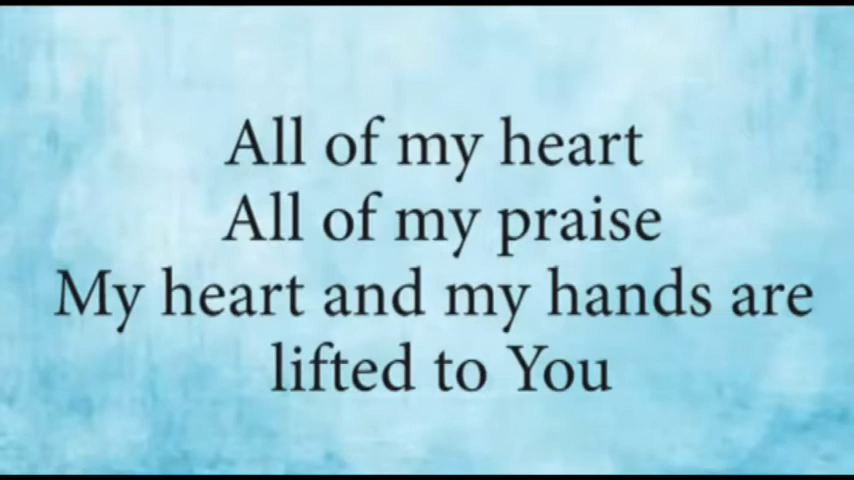 All of my heart
All of my praise
My heart and my hands are
lifted to You